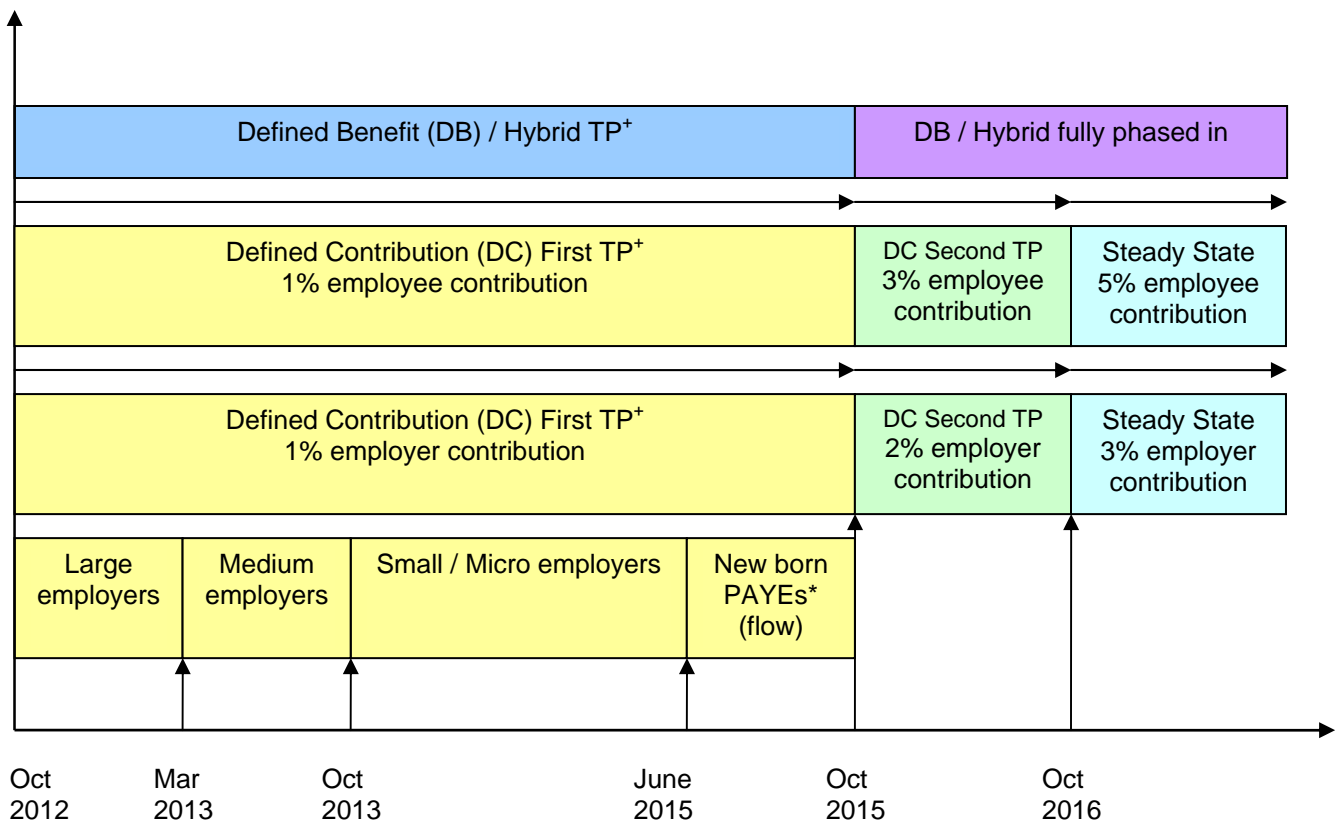 Defined Benefit (DB) / Hybrid TP⁺
DB / Hybrid fully phased in
Defined Contribution (DC) First TP⁺
1% employee contribution
DC Second TP
3% employee
contribution
Steady State
5% employee
contribution
Defined Contribution (DC) First TP⁺
1% employer contribution
DC Second TP
2% employer
contribution
Steady State
3% employer
contribution
Large
employers
Medium
employers
Small / Micro employers
New born
PAYEs*
(flow)
Oct
2012
Mar
2013
Oct
2013
June
2015
Oct
2015
Oct
2016